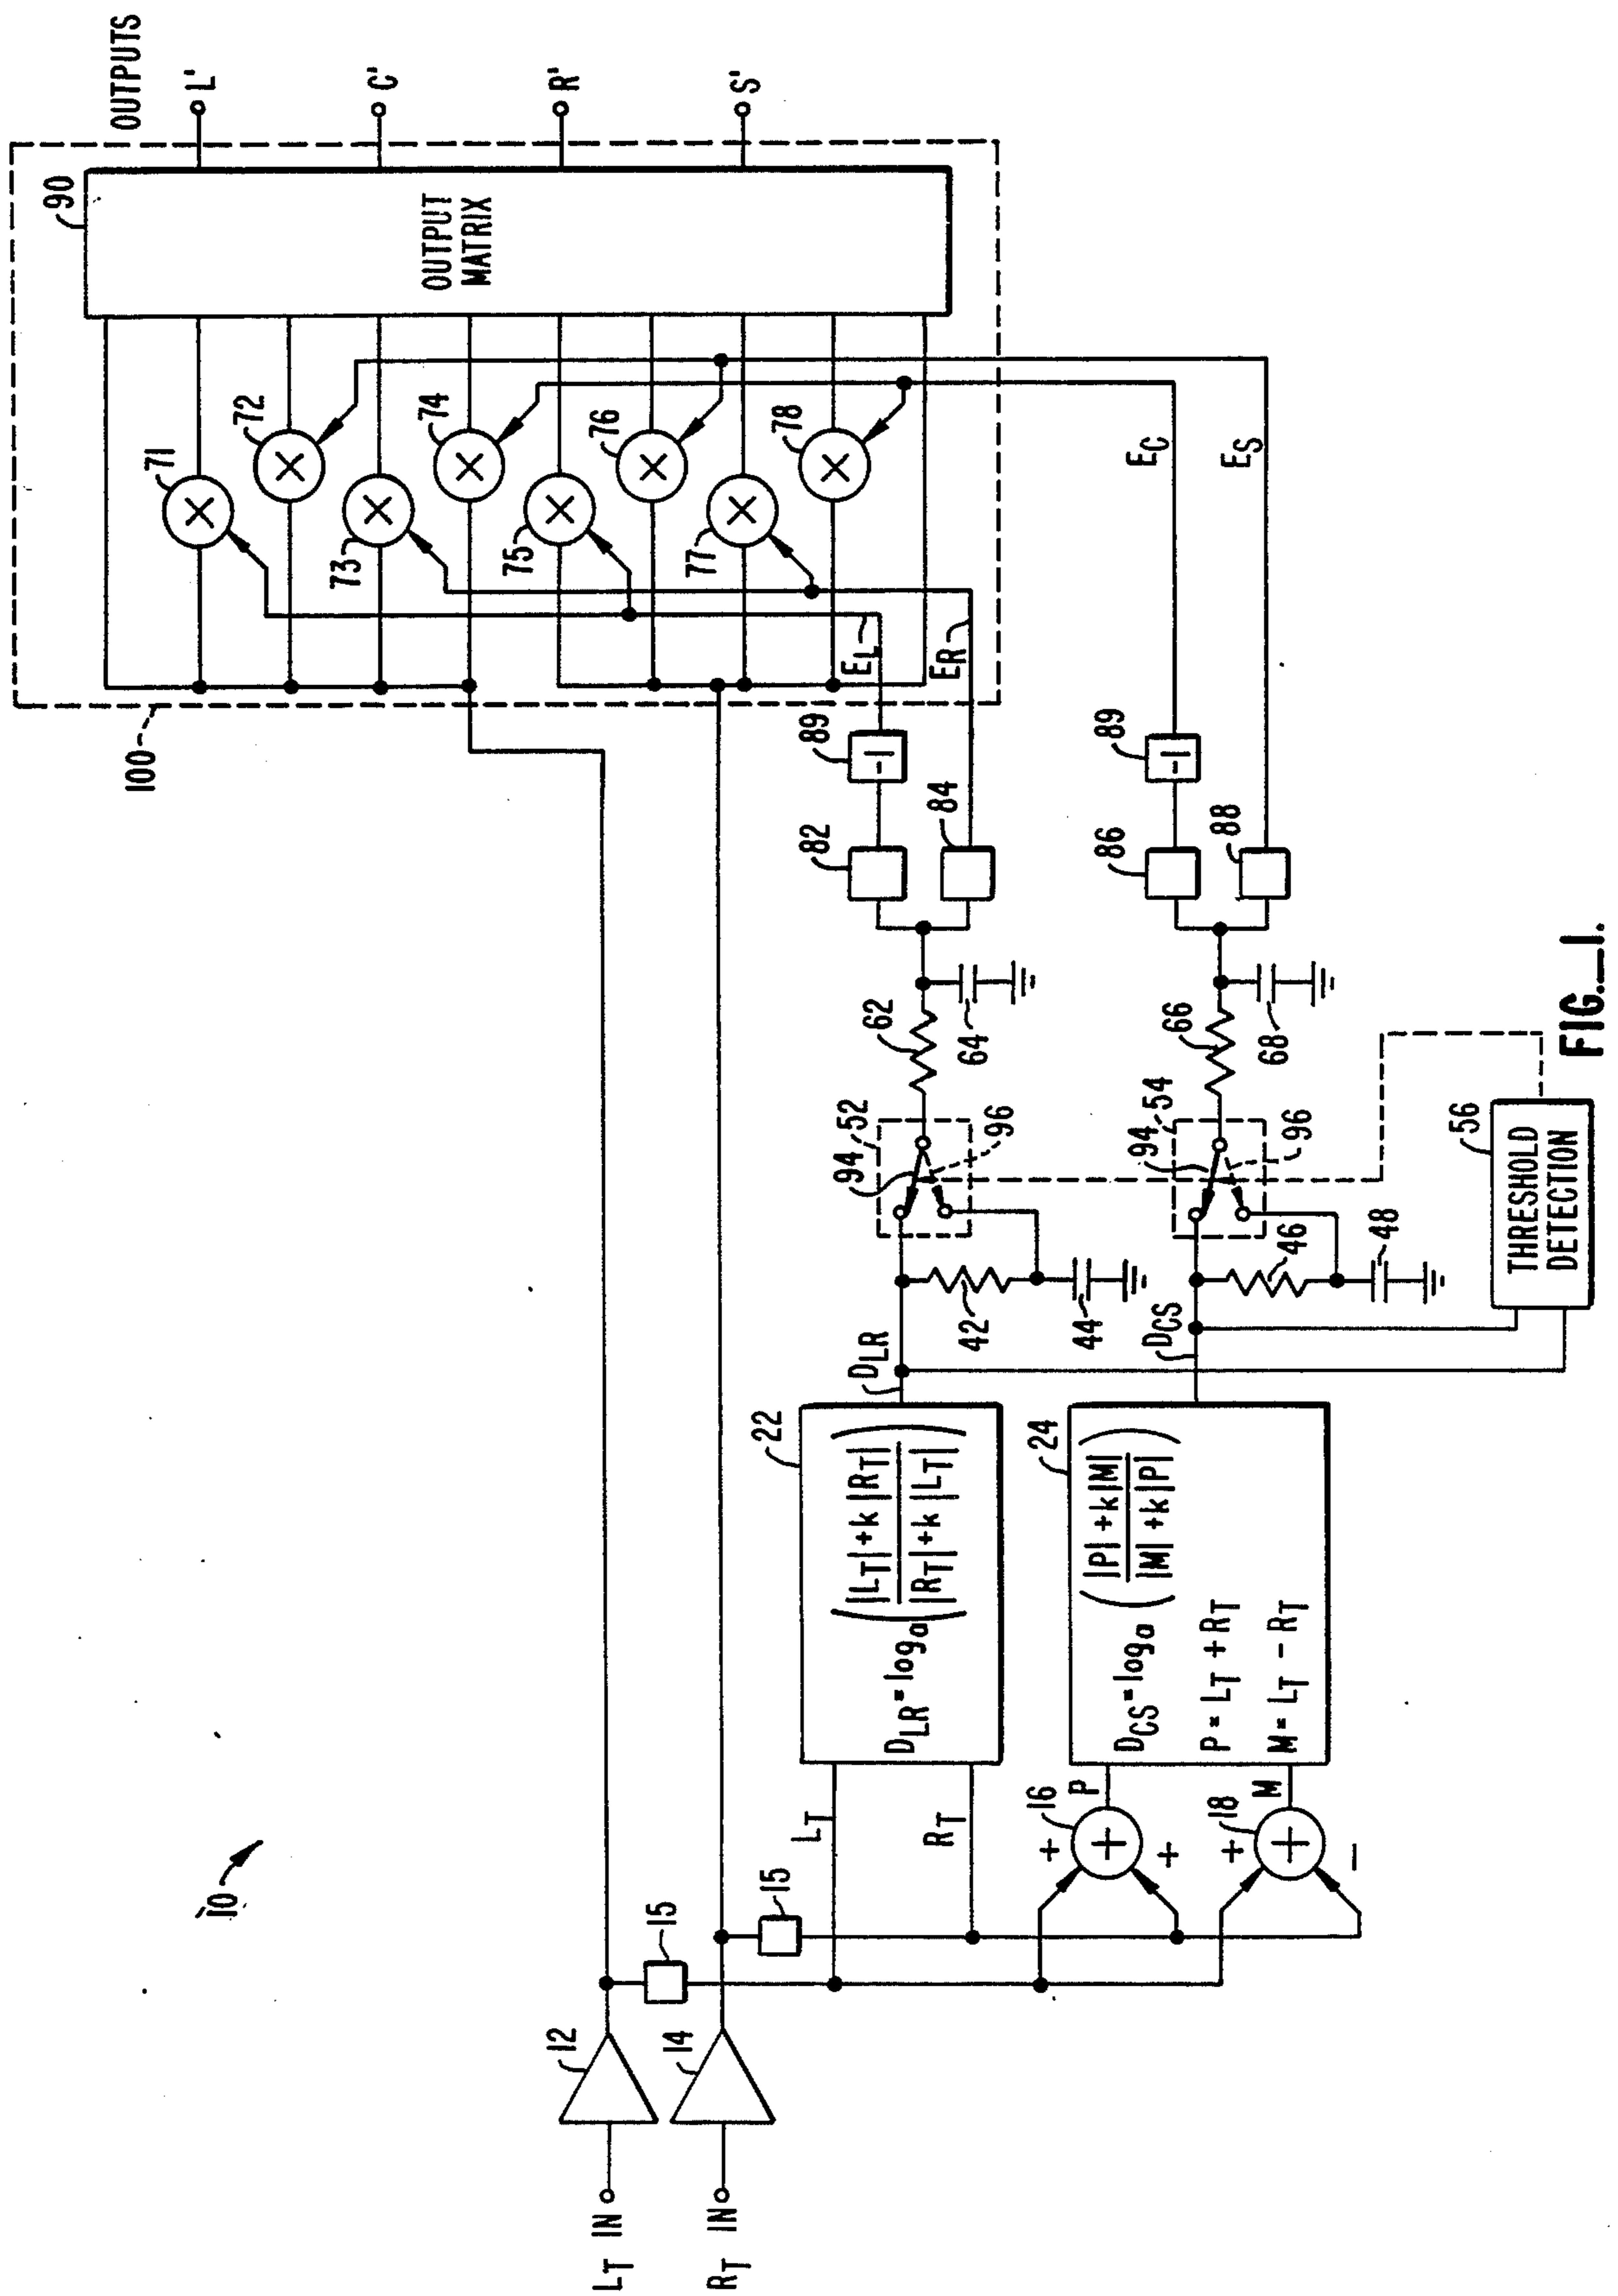 10
L_T IN
R_T IN
12
14
15
15
L_T
R_T
16
+
+
P
18
+
−
M
22
D_LR = log_a ( |L_T| + k |R_T| / |R_T| + k |L_T| )
24
D_CS = log_a ( |P| + k |M| / |M| + k |P| )
P = L_T + R_T
M = L_T - R_T
D_LR
D_CS
42
44
46
48
94
52
96
94
54
96
56
THRESHOLD
DETECTION
62
64
66
68
82
84
86
88
89
−1
89
−1
E_L
E_R
E_C
E_S
100
71
72
73
74
75
76
77
78
90
OUTPUT
MATRIX
OUTPUTS
L'
C'
R'
S'
FIG._1.